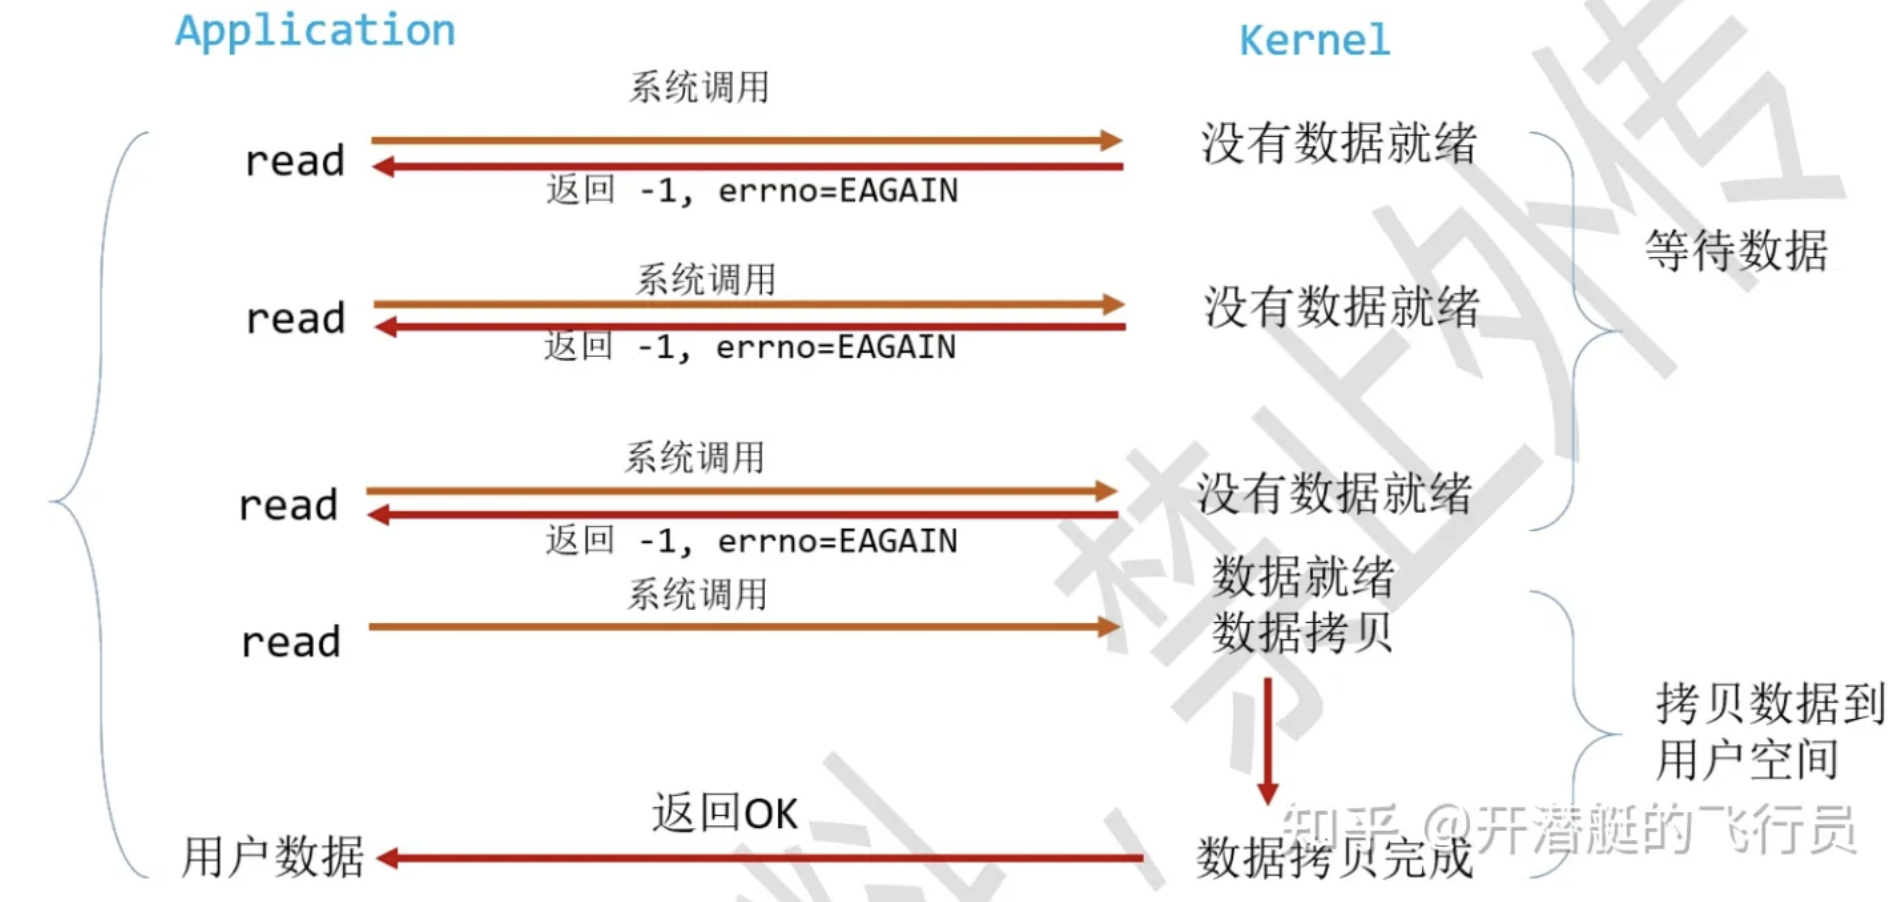 Application
Kernel
系统调用
read
没有数据就绪
返回 -1, errno=EAGAIN
等待数据
系统调用
read
没有数据就绪
返回 -1, errno=EAGAIN
系统调用
read
没有数据就绪
返回 -1, errno=EAGAIN
数据就绪
系统调用
read
数据拷贝
拷贝数据到
用户空间
返回OK
用户数据
数据拷贝完成
知乎 @开潜艇的飞行员
料，禁止外传